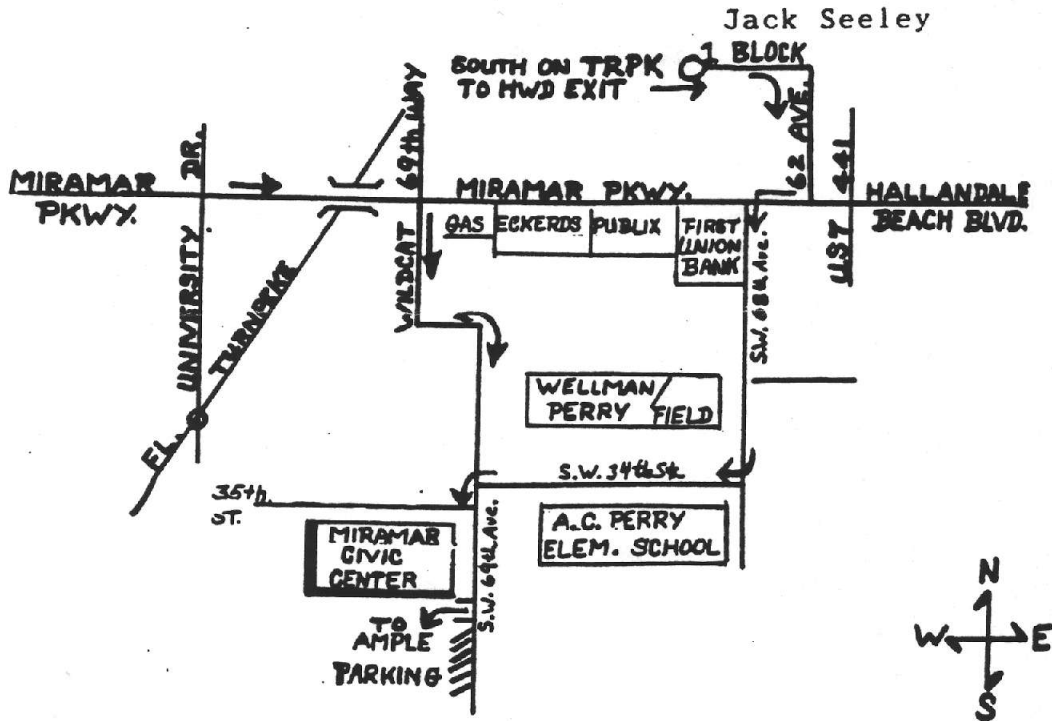 Jack Seeley
1 BLOCK
SOUTH ON TRPK
TO HWD EXIT
69th WAY
WILDCAT
62 AVE.
UST 441
MIRAMAR
PKWY.
UNIVERSITY DR.
MIRAMAR PKWY.
HALLANDALE
BEACH BLVD.
GAS
ECKERDS
PUBLIX
FIRST
UNION
BANK
S.W. 68th Ave.
FL. TURNPIKE
WELLMAN
PERRY FIELD
S.W. 34th St.
35th
ST.
MIRAMAR
CIVIC
CENTER
A.C. PERRY
ELEM. SCHOOL
S.W. 69th Ave.
TO
AMPLE
PARKING
N
W E
S